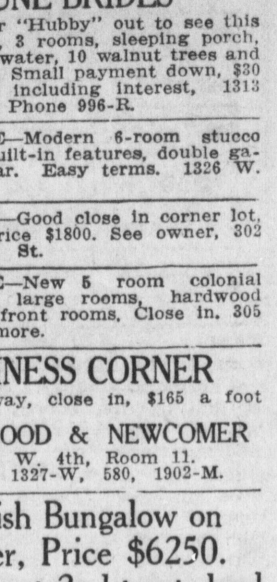 UNE BRIDES
r "Hubby" out to see this
, 3 rooms, sleeping porch,
water, 10 walnut trees and
Small payment down, $30
including interest, 1313
Phone 996-R.
E—Modern 6-room stucco
uilt-in features, double ga-
ar. Easy terms. 1326 W.
—Good close in corner lot,
rice $1800. See owner, 302
St.
E—New 5 room colonial
large rooms, hardwood
front rooms, Close in. 305
more.
NESS CORNER
way, close in, $165 a foot
OOD & NEWCOMER
W. 4th, Room 11.
1327-W, 580, 1902-M.
ish Bungalow on
er, Price $6250.